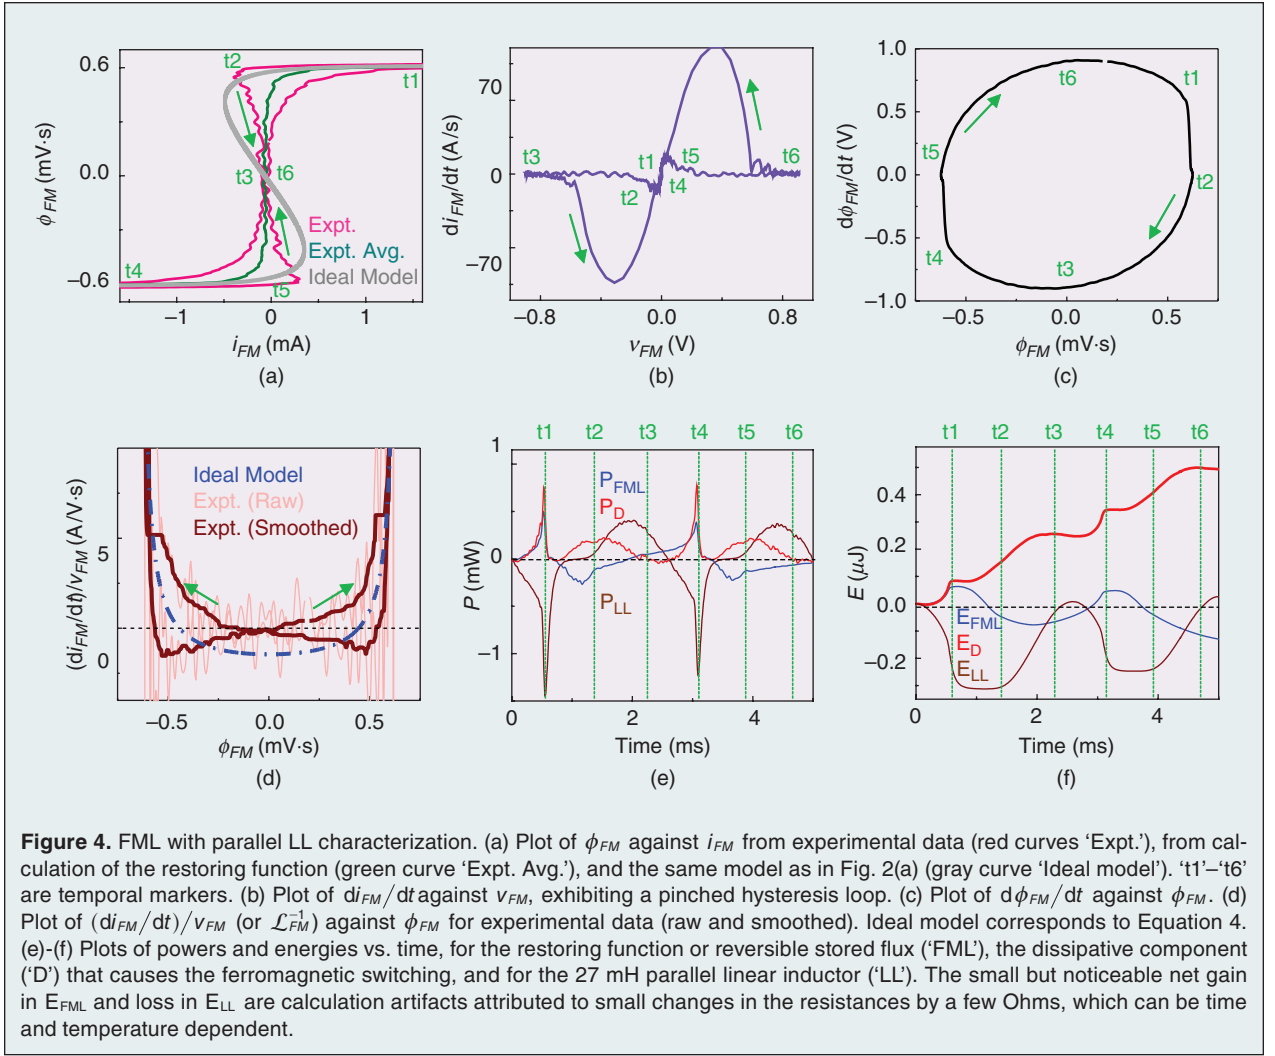 t2
0.6
t1
ϕFM (mV·s)
0.0
t3
t6
Expt.
Expt. Avg.
Ideal Model
t4
−0.6
t5
−1
0
1
iFM (mA)
(a)
diFM/dt (A/s)
70
t3
t1
t5
t6
0
t2
t4
−70
−0.8
0.0
0.8
vFM (V)
(b)
dϕFM/dt (V)
1.0
t6
t1
0.5
t5
0.0
t2
−0.5
t4
t3
−1.0
−0.5
0.0
0.5
ϕFM (mV·s)
(c)
(diFM/dt)/vFM (A/V·s)
Ideal Model
Expt. (Raw)
Expt. (Smoothed)
5
0
−0.5
0.0
0.5
ϕFM (mV·s)
(d)
t1 t2 t3 t4 t5 t6
1
PFML
PD
P (mW)
0
PLL
−1
0
2
4
Time (ms)
(e)
t1 t2 t3 t4 t5 t6
0.4
E (μJ)
0.2
0.0
EFML
ED
−0.2
ELL
0
2
4
Time (ms)
(f)
Figure 4. FML with parallel LL characterization. (a) Plot of ϕFM against iFM from experimental data (red curves ‘Expt.’), from cal-
culation of the restoring function (green curve ‘Expt. Avg.’), and the same model as in Fig. 2(a) (gray curve ‘Ideal model’). ‘t1’–‘t6’
are temporal markers. (b) Plot of diFM/dt against vFM, exhibiting a pinched hysteresis loop. (c) Plot of dϕFM/dt against ϕFM. (d)
Plot of (diFM/dt)/vFM (or ℒ−1FM) against ϕFM for experimental data (raw and smoothed). Ideal model corresponds to Equation 4.
(e)-(f) Plots of powers and energies vs. time, for the restoring function or reversible stored flux (‘FML’), the dissipative component
(‘D’) that causes the ferromagnetic switching, and for the 27 mH parallel linear inductor (‘LL’). The small but noticeable net gain
in EFML and loss in ELL are calculation artifacts attributed to small changes in the resistances by a few Ohms, which can be time
and temperature dependent.